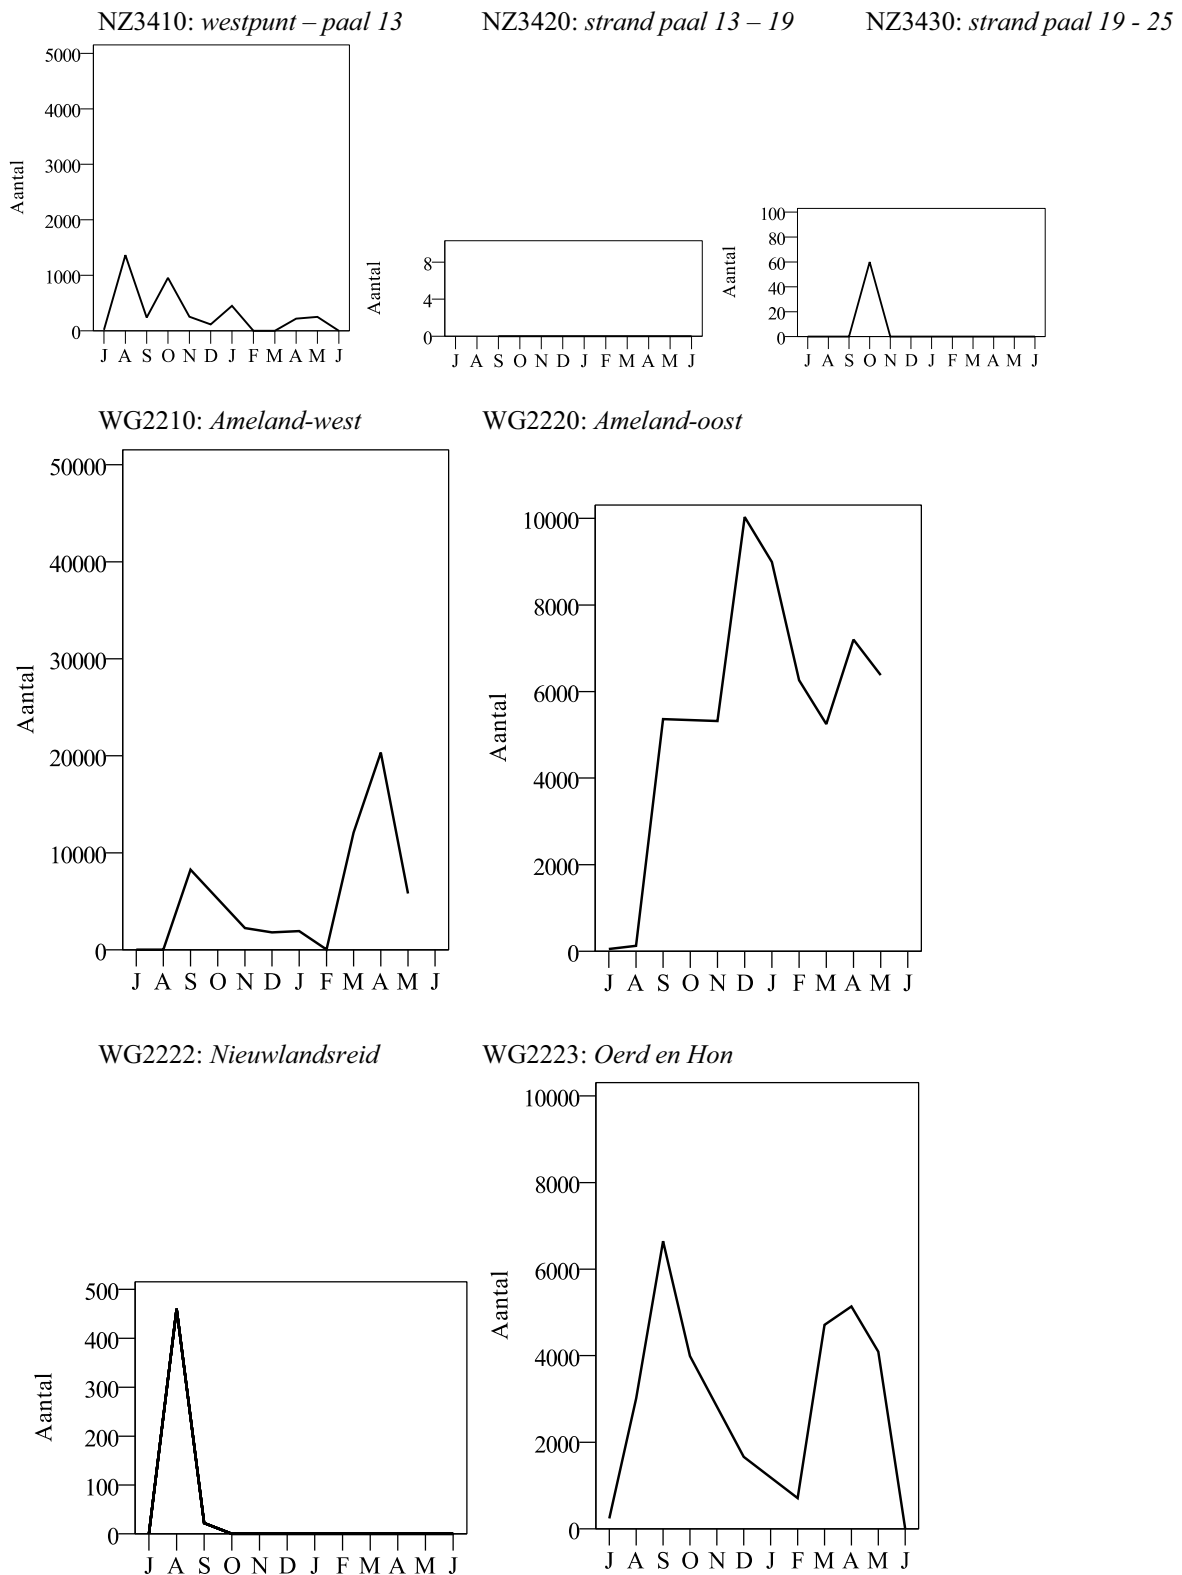 NZ3410: westpunt – paal 13 NZ3420: strand paal 13 – 19 NZ3430: strand paal 19 - 25
5000
4000
3000
2000
1000
0
Aantal
J A S O N D J F M A M J
8
4
0
Aantal
J A S O N D J F M A M J
100
80
60
40
20
0
Aantal
J A S O N D J F M A M J
WG2210: Ameland-west WG2220: Ameland-oost
50000
40000
30000
20000
10000
0
Aantal
J A S O N D J F M A M J
10000
8000
6000
4000
2000
0
Aantal
J A S O N D J F M A M J
WG2222: Nieuwlandsreid WG2223: Oerd en Hon
500
400
300
200
100
0
Aantal
J A S O N D J F M A M J
10000
8000
6000
4000
2000
0
Aantal
J A S O N D J F M A M J